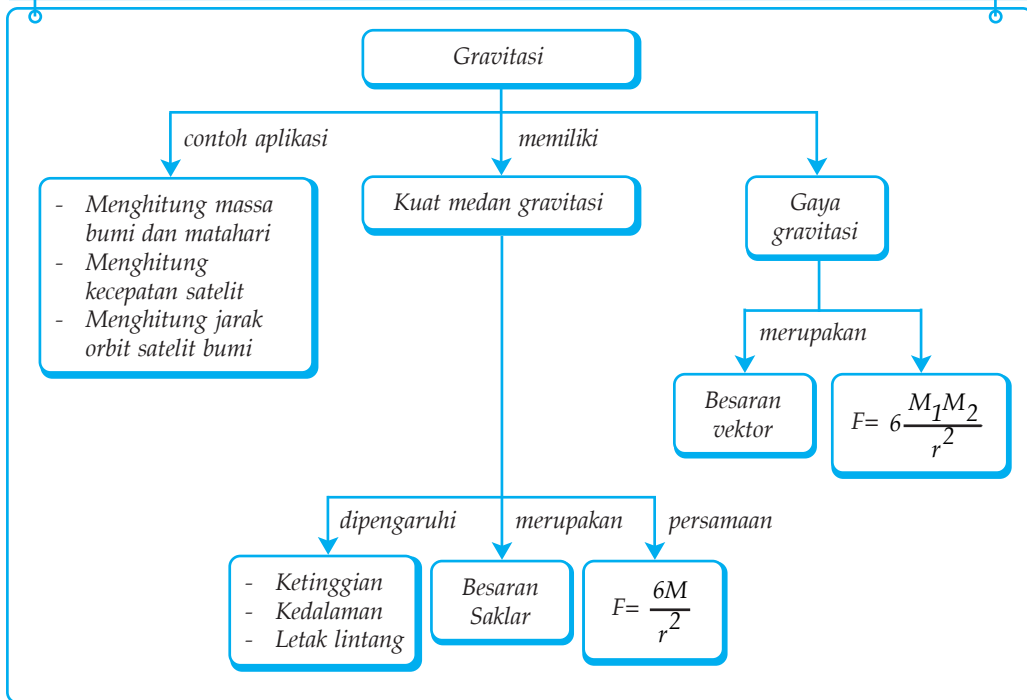 Gravitasi
contoh aplikasi
memiliki
- Menghitung massa
bumi dan matahari
- Menghitung
kecepatan satelit
- Menghitung jarak
orbit satelit bumi
Kuat medan gravitasi
Gaya
gravitasi
merupakan
Besaran
vektor
F= 6 M₁M₂/r²
dipengaruhi
merupakan
persamaan
- Ketinggian
- Kedalaman
- Letak lintang
Besaran
Saklar
F= 6M/r²